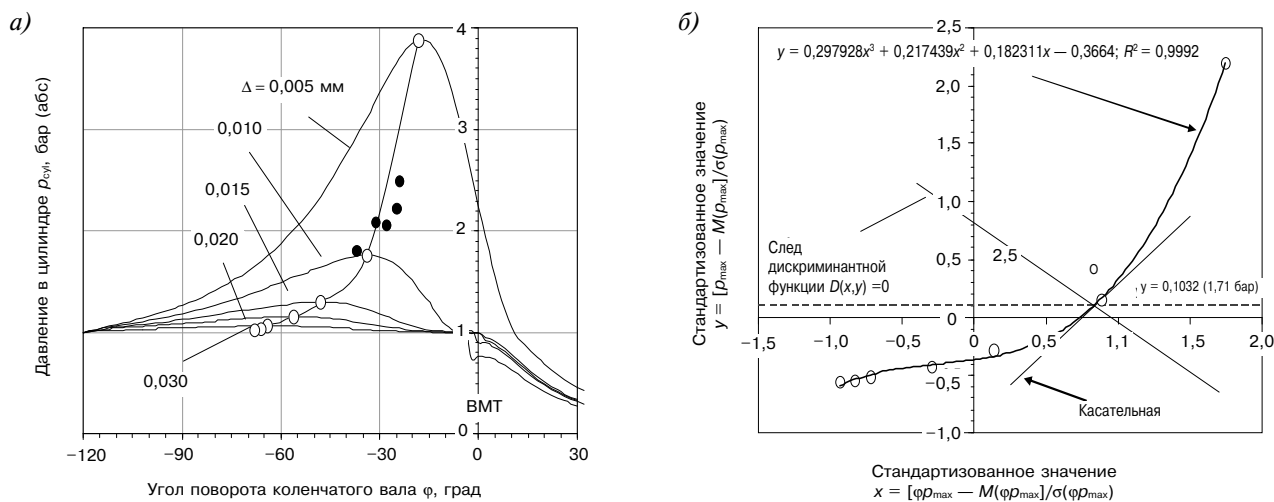 а)
Давление в цилиндре pcyl, бар (абс)
4
3
2
1
0
Δ = 0,005 мм
0,010
0,015
0,020
0,030
ВМТ
−120
−90
−60
−30
0
30
Угол поворота коленчатого вала φ, град
б)
Стандартизованное значение
y = [pmax — M(pmax]/σ(pmax)
2,5
y = 0,297928x³ + 0,217439x² + 0,182311x — 0,3664; R² = 0,9992
2,0
1,5
1,0
0,5
0
−0,5
−1,0
След
дискриминантной
функции D(x,y) =0
2,5
y = 0,1032 (1,71 бар)
Касательная
−1,5
−1,0
−0,5
0
0,5
1,1
1,5
2,0
Стандартизованное значение
x = [φpmax — M(φpmax]/σ(φpmax)